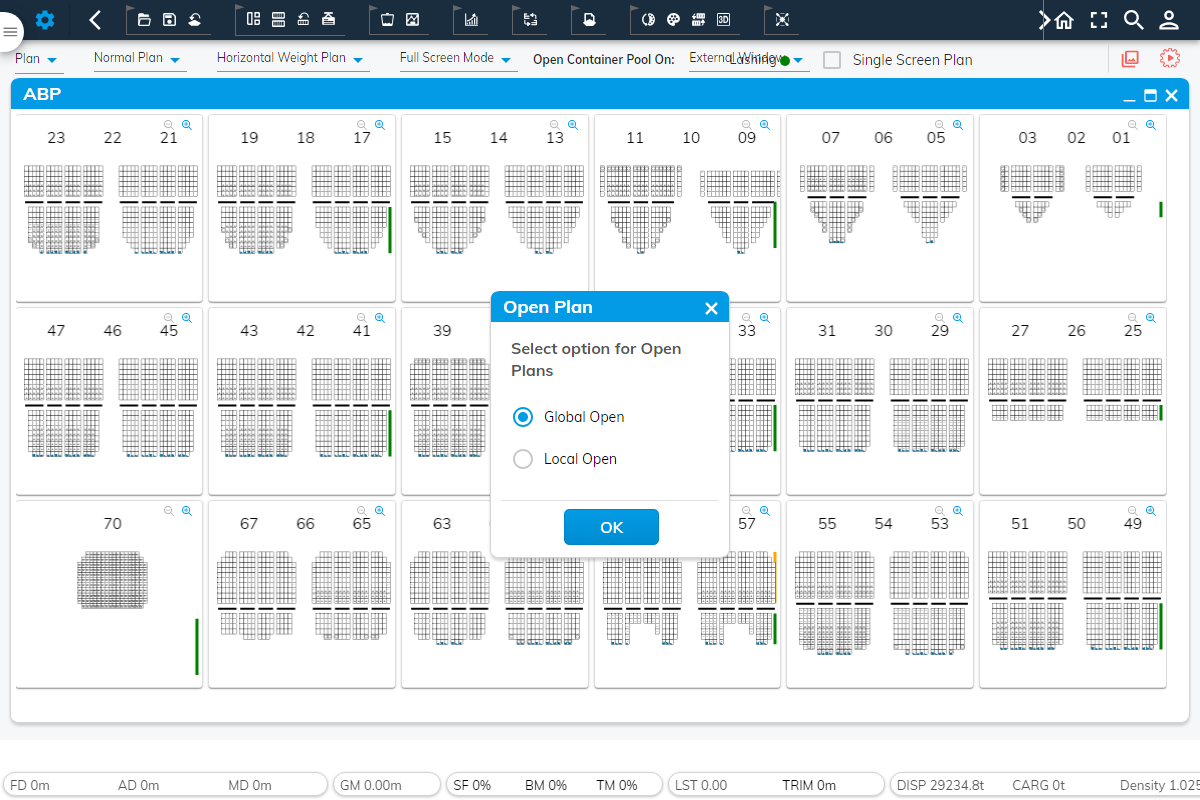 3D
Plan
Normal Plan
Horizontal Weight Plan
Full Screen Mode
Open Container Pool On:
External Window
Lashing
Single Screen Plan
ABP
23 22 21
19 18 17
15 14 13
11 10 09
07 06 05
03 02 01
47 46 45
43 42 41
39
33
31 30 29
27 26 25
Open Plan
Select option for Open
Plans
Global Open
Local Open
OK
70
67 66 65
63
57
55 54 53
51 50 49
FD 0m AD 0m MD 0m
GM 0.00m
SF 0% BM 0% TM 0%
LST 0.00 TRIM 0m
DISP 29234.8t CARG 0t Density 1.025